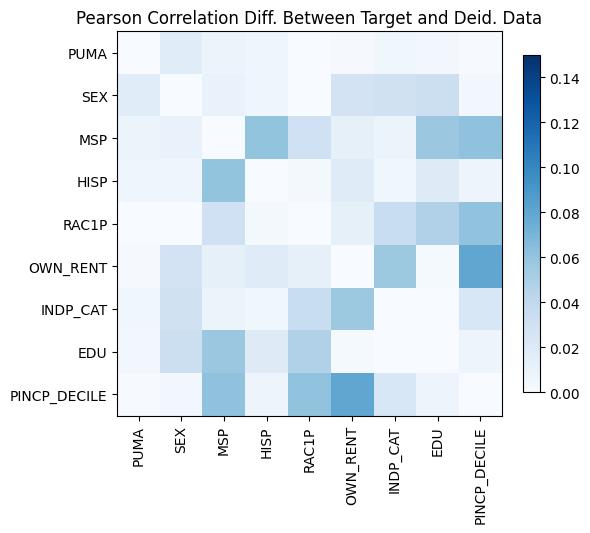 Pearson Correlation Diff. Between Target and Deid. Data
PUMA
SEX
MSP
HISP
RAC1P
OWN_RENT
INDP_CAT
EDU
PINCP_DECILE
PUMA
SEX
MSP
HISP
RAC1P
OWN_RENT
INDP_CAT
EDU
PINCP_DECILE
0.14
0.12
0.10
0.08
0.06
0.04
0.02
0.00